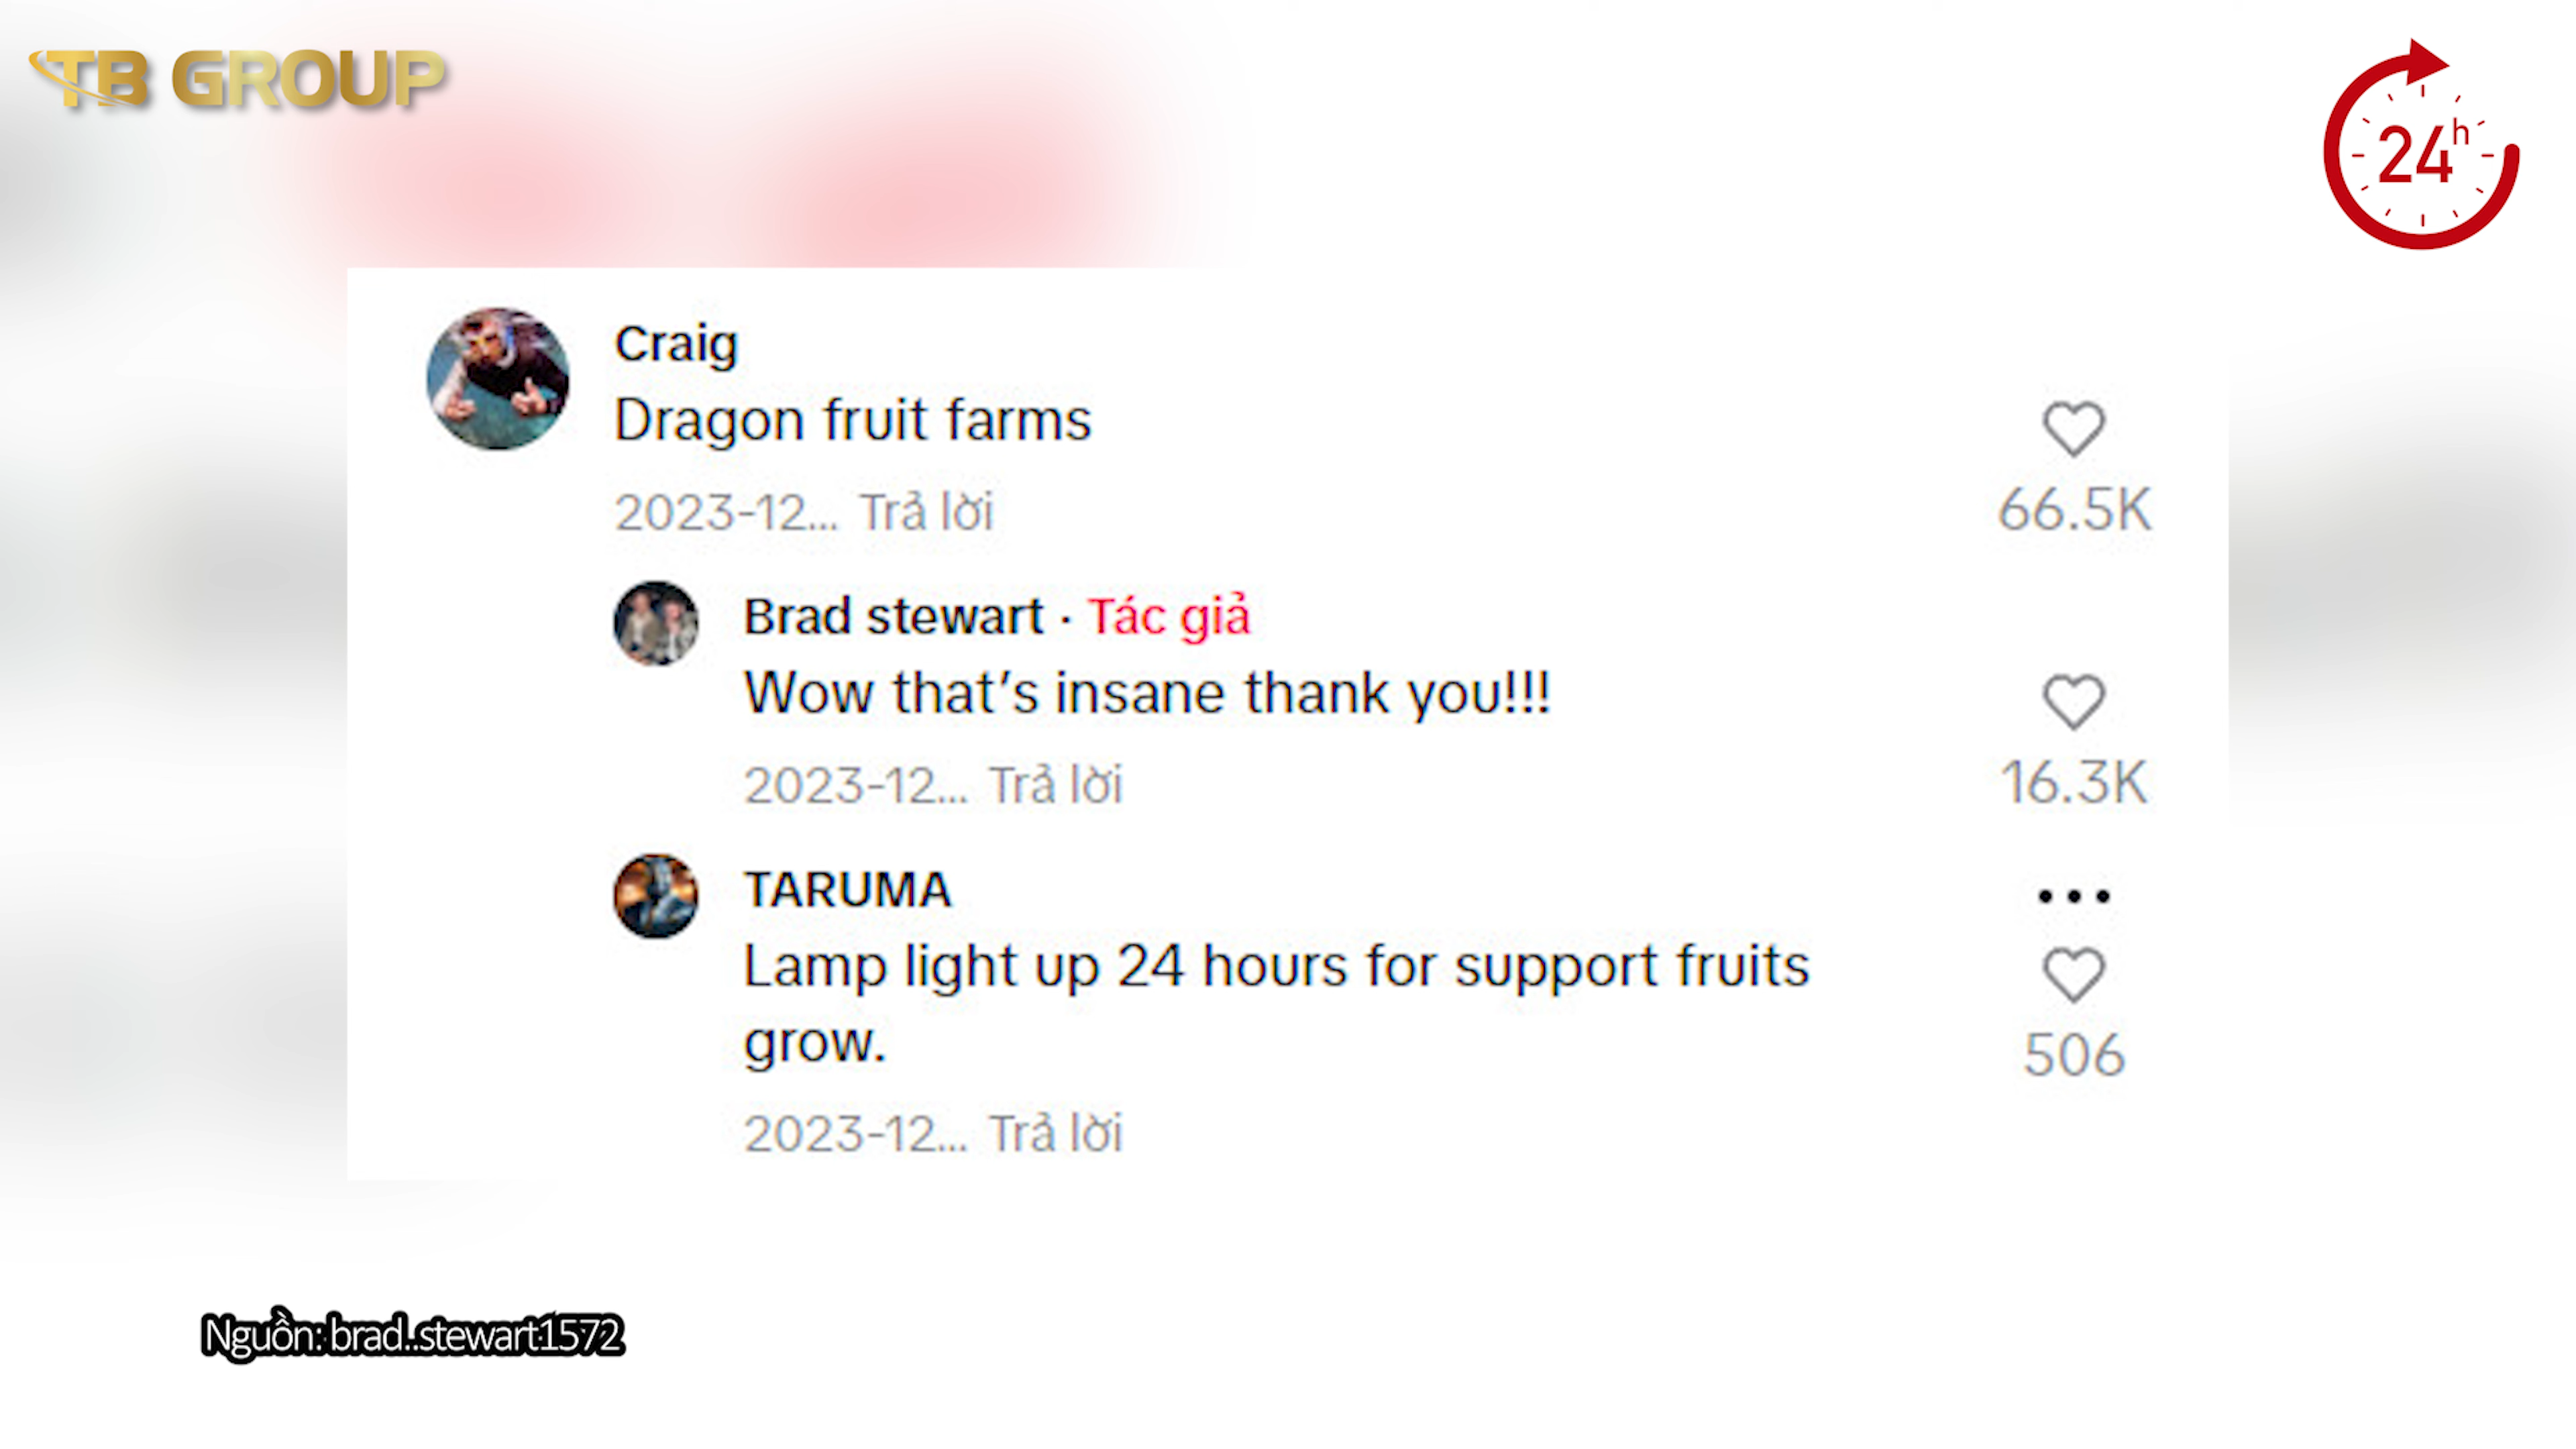 TB GROUP
24h
Craig
Dragon fruit farms
66.5K
2023-12... Trả lời
Brad stewart · Tác giả
Wow that's insane thank you!!!
16.3K
2023-12... Trả lời
TARUMA
Lamp light up 24 hours for support fruits
grow.
506
2023-12... Trả lời
Nguồn: brad..stewart1572